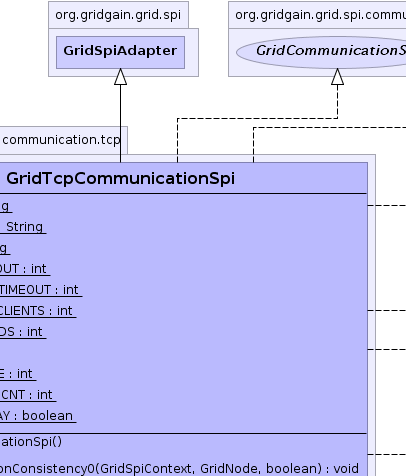 org.gridgain.grid.spi
org.gridgain.grid.spi.commu
GridSpiAdapter
GridCommunicationS
communication.tcp
GridTcpCommunicationSpi
g
String
g
OUT : int
TIMEOUT : int
CLIENTS : int
DS : int
E : int
CNT : int
AY : boolean
ationSpi()
onConsistency0(GridSpiContext, GridNode, boolean) : void